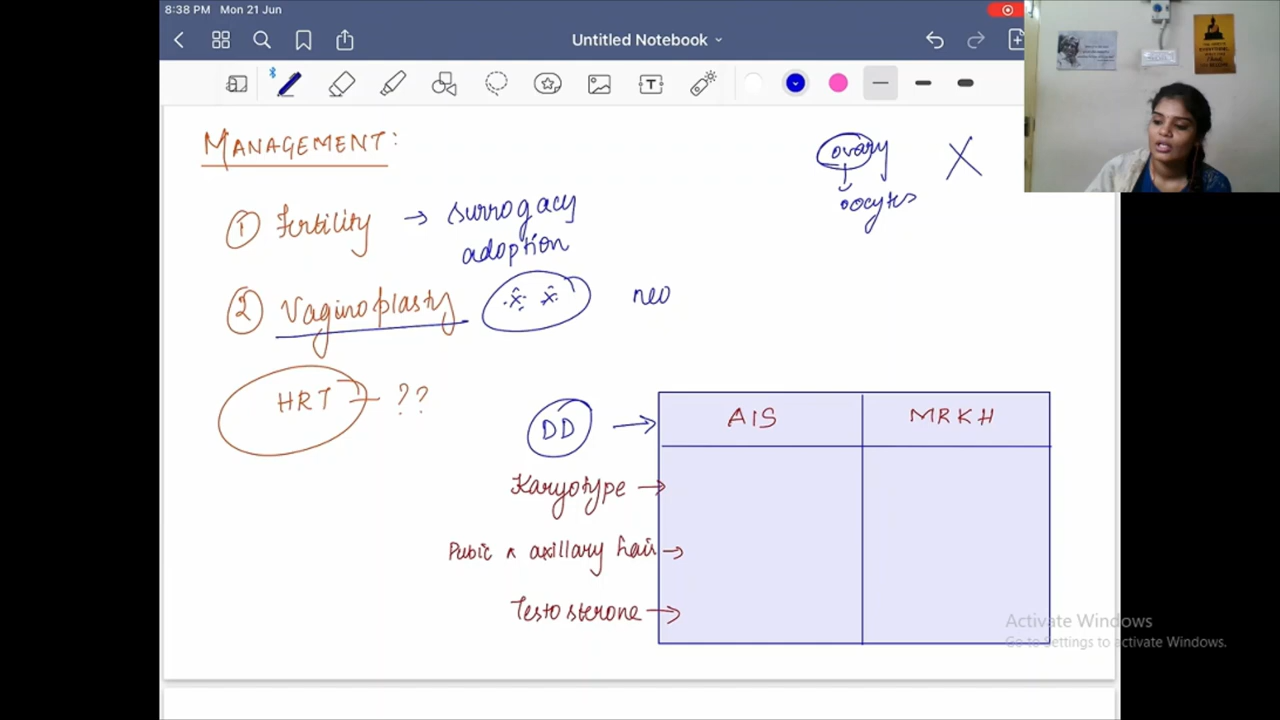 8:38 PM Mon 21 Jun
Untitled Notebook
MANAGEMENT:
ovary X
oocytes
① Fertility → surrogacy
adoption
② Vaginoplasty neo
HRT — ??
DD → AIS MRKH
Karyotype →
Pubic & axillary hair →
Testosterone →
Activate Windows
Go to Settings to activate Windows.